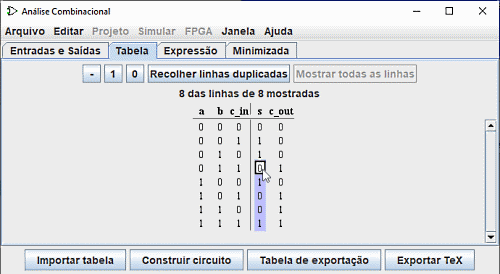 Análise Combinacional
Arquivo Editar Projeto Simular FPGA Janela Ajuda
Entradas e Saídas Tabela Expressão Minimizada
- 1 0 Recolher linhas duplicadas Mostrar todas as linhas
8 das linhas de 8 mostradas
a b c_in s c_out
0 0 0 0 0
0 0 1 1 0
0 1 0 1 0
0 1 1 0 1
1 0 0 1 0
1 0 1 0 1
1 1 0 0 1
1 1 1 1 1
Importar tabela Construir circuito Tabela de exportação Exportar TeX